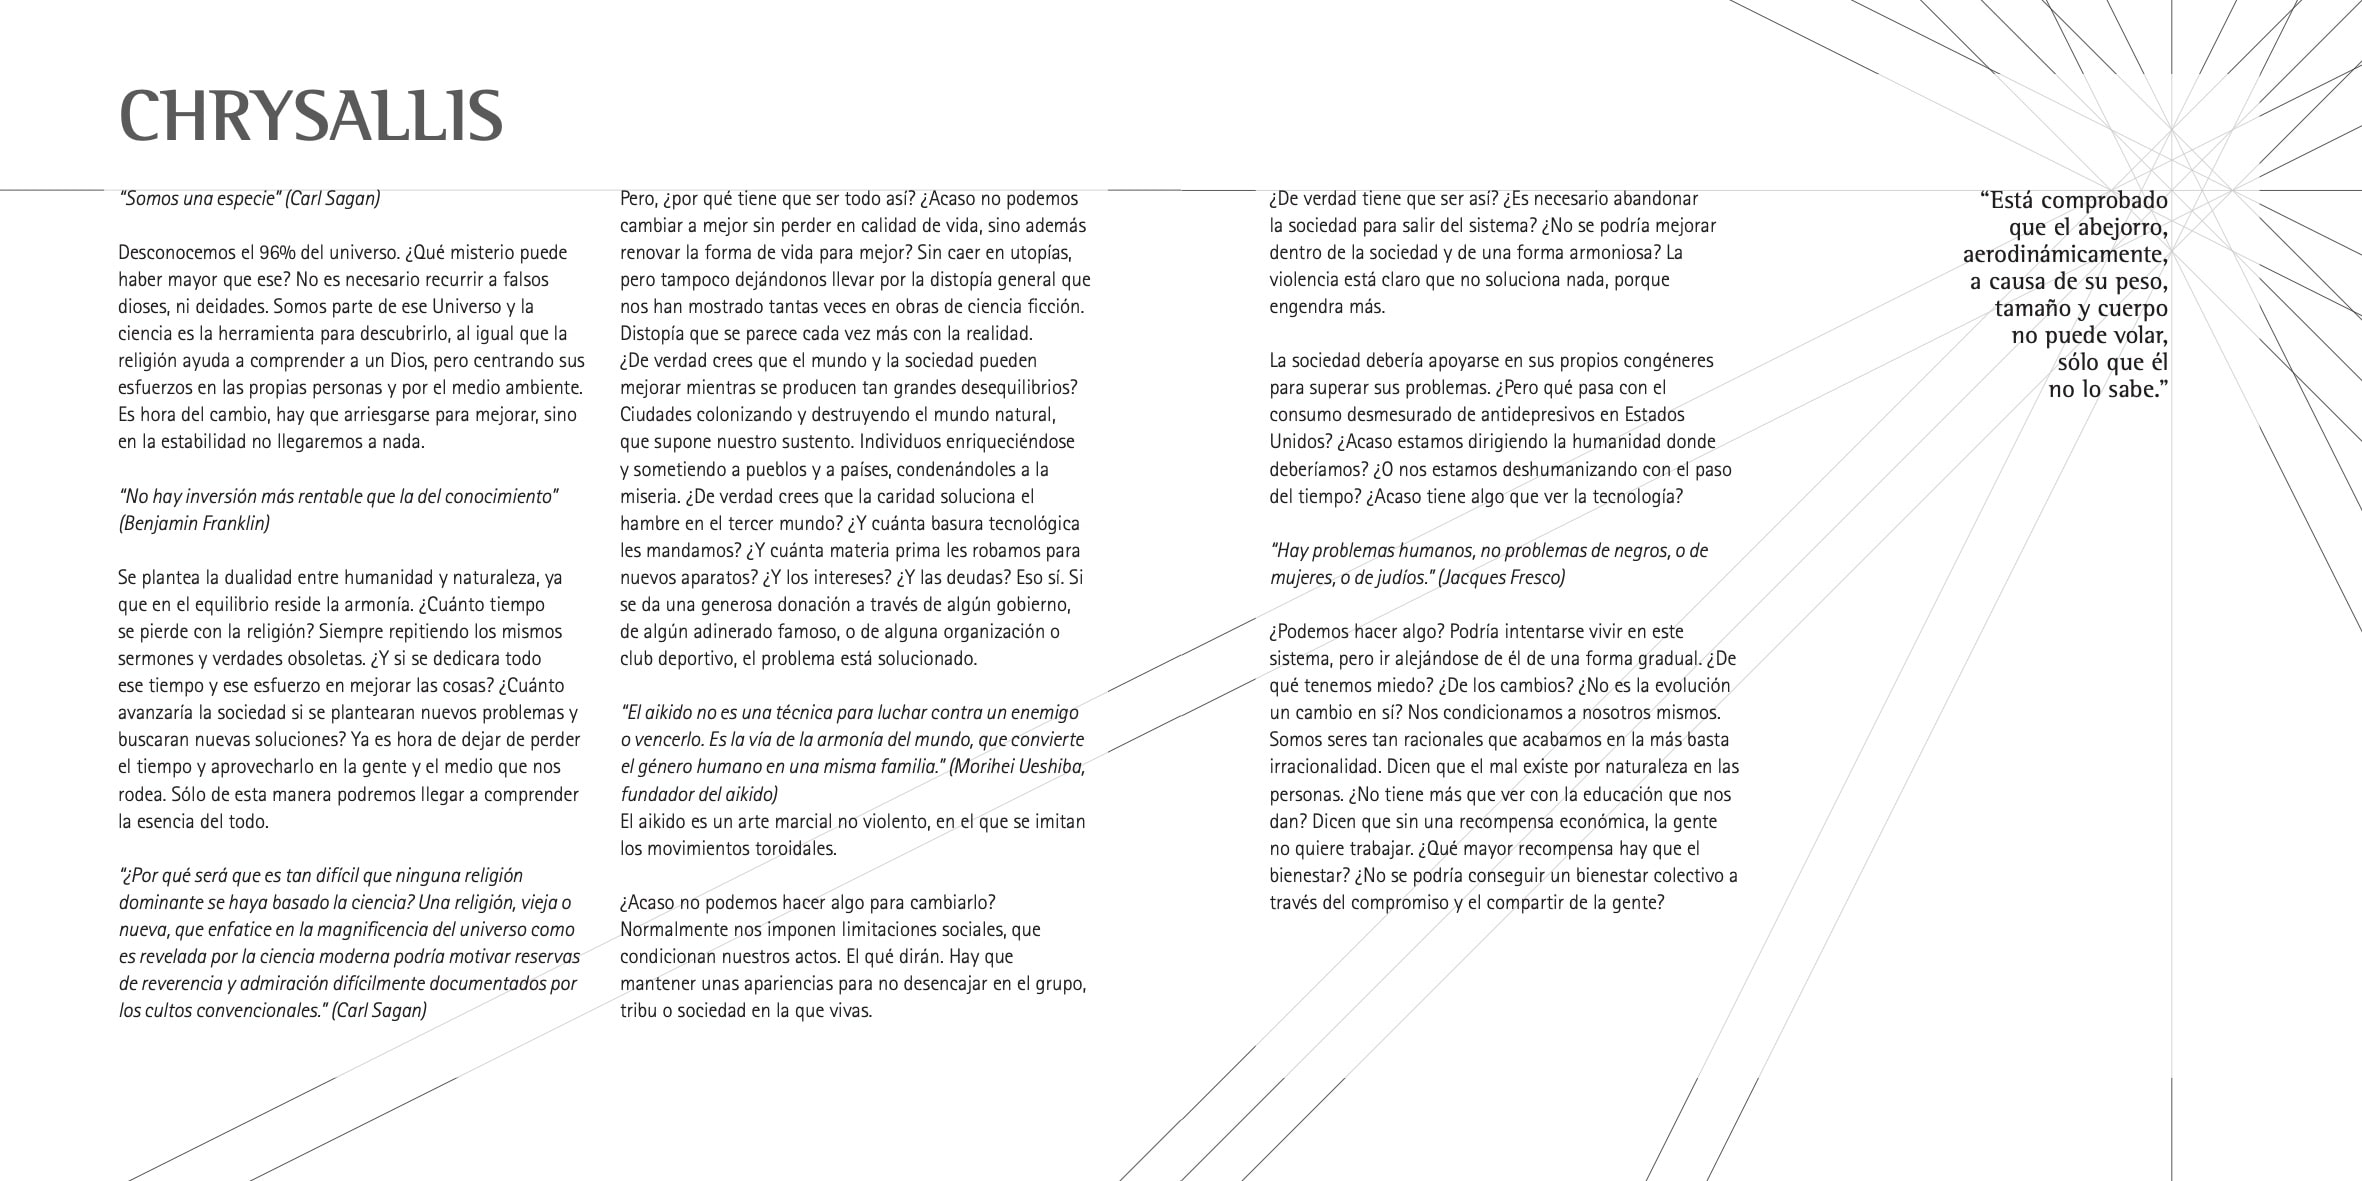 CHRYSALLIS
“Somos una especie” (Carl Sagan)
Desconocemos el 96% del universo. ¿Qué misterio puede
haber mayor que ese? No es necesario recurrir a falsos
dioses, ni deidades. Somos parte de ese Universo y la
ciencia es la herramienta para descubrirlo, al igual que la
religión ayuda a comprender a un Dios, pero centrando sus
esfuerzos en las propias personas y por el medio ambiente.
Es hora del cambio, hay que arriesgarse para mejorar, sino
en la estabilidad no llegaremos a nada.
“No hay inversión más rentable que la del conocimiento”
(Benjamin Franklin)
Se plantea la dualidad entre humanidad y naturaleza, ya
que en el equilibrio reside la armonía. ¿Cuánto tiempo
se pierde con la religión? Siempre repitiendo los mismos
sermones y verdades obsoletas. ¿Y si se dedicara todo
ese tiempo y ese esfuerzo en mejorar las cosas? ¿Cuánto
avanzaría la sociedad si se plantearan nuevos problemas y
buscaran nuevas soluciones? Ya es hora de dejar de perder
el tiempo y aprovecharlo en la gente y el medio que nos
rodea. Sólo de esta manera podremos llegar a comprender
la esencia del todo.
“¿Por qué será que es tan difícil que ninguna religión
dominante se haya basado la ciencia? Una religión, vieja o
nueva, que enfatice en la magnificencia del universo como
es revelada por la ciencia moderna podría motivar reservas
de reverencia y admiración difícilmente documentados por
los cultos convencionales.” (Carl Sagan)
Pero, ¿por qué tiene que ser todo así? ¿Acaso no podemos
cambiar a mejor sin perder en calidad de vida, sino además
renovar la forma de vida para mejor? Sin caer en utopías,
pero tampoco dejándonos llevar por la distopía general que
nos han mostrado tantas veces en obras de ciencia ficción.
Distopía que se parece cada vez más con la realidad.
¿De verdad crees que el mundo y la sociedad pueden
mejorar mientras se producen tan grandes desequilibrios?
Ciudades colonizando y destruyendo el mundo natural,
que supone nuestro sustento. Individuos enriqueciéndose
y sometiendo a pueblos y a países, condenándoles a la
miseria. ¿De verdad crees que la caridad soluciona el
hambre en el tercer mundo? ¿Y cuánta basura tecnológica
les mandamos? ¿Y cuánta materia prima les robamos para
nuevos aparatos? ¿Y los intereses? ¿Y las deudas? Eso sí. Si
se da una generosa donación a través de algún gobierno,
de algún adinerado famoso, o de alguna organización o
club deportivo, el problema está solucionado.
“El aikido no es una técnica para luchar contra un enemigo
o vencerlo. Es la vía de la armonía del mundo, que convierte
el género humano en una misma familia.” (Morihei Ueshiba,
fundador del aikido)
El aikido es un arte marcial no violento, en el que se imitan
los movimientos toroidales.
¿Acaso no podemos hacer algo para cambiarlo?
Normalmente nos imponen limitaciones sociales, que
condicionan nuestros actos. El qué dirán. Hay que
mantener unas apariencias para no desencajar en el grupo,
tribu o sociedad en la que vivas.
¿De verdad tiene que ser así? ¿Es necesario abandonar
la sociedad para salir del sistema? ¿No se podría mejorar
dentro de la sociedad y de una forma armoniosa? La
violencia está claro que no soluciona nada, porque
engendra más.
La sociedad debería apoyarse en sus propios congéneres
para superar sus problemas. ¿Pero qué pasa con el
consumo desmesurado de antidepresivos en Estados
Unidos? ¿Acaso estamos dirigiendo la humanidad donde
deberíamos? ¿O nos estamos deshumanizando con el paso
del tiempo? ¿Acaso tiene algo que ver la tecnología?
“Hay problemas humanos, no problemas de negros, o de
mujeres, o de judíos.” (Jacques Fresco)
¿Podemos hacer algo? Podría intentarse vivir en este
sistema, pero ir alejándose de él de una forma gradual. ¿De
qué tenemos miedo? ¿De los cambios? ¿No es la evolución
un cambio en sí? Nos condicionamos a nosotros mismos.
Somos seres tan racionales que acabamos en la más basta
irracionalidad. Dicen que el mal existe por naturaleza en las
personas. ¿No tiene más que ver con la educación que nos
dan? Dicen que sin una recompensa económica, la gente
no quiere trabajar. ¿Qué mayor recompensa hay que el
bienestar? ¿No se podría conseguir un bienestar colectivo a
través del compromiso y el compartir de la gente?
“Está comprobado
que el abejorro,
aerodinámicamente,
a causa de su peso,
tamaño y cuerpo
no puede volar,
sólo que él
no lo sabe.”